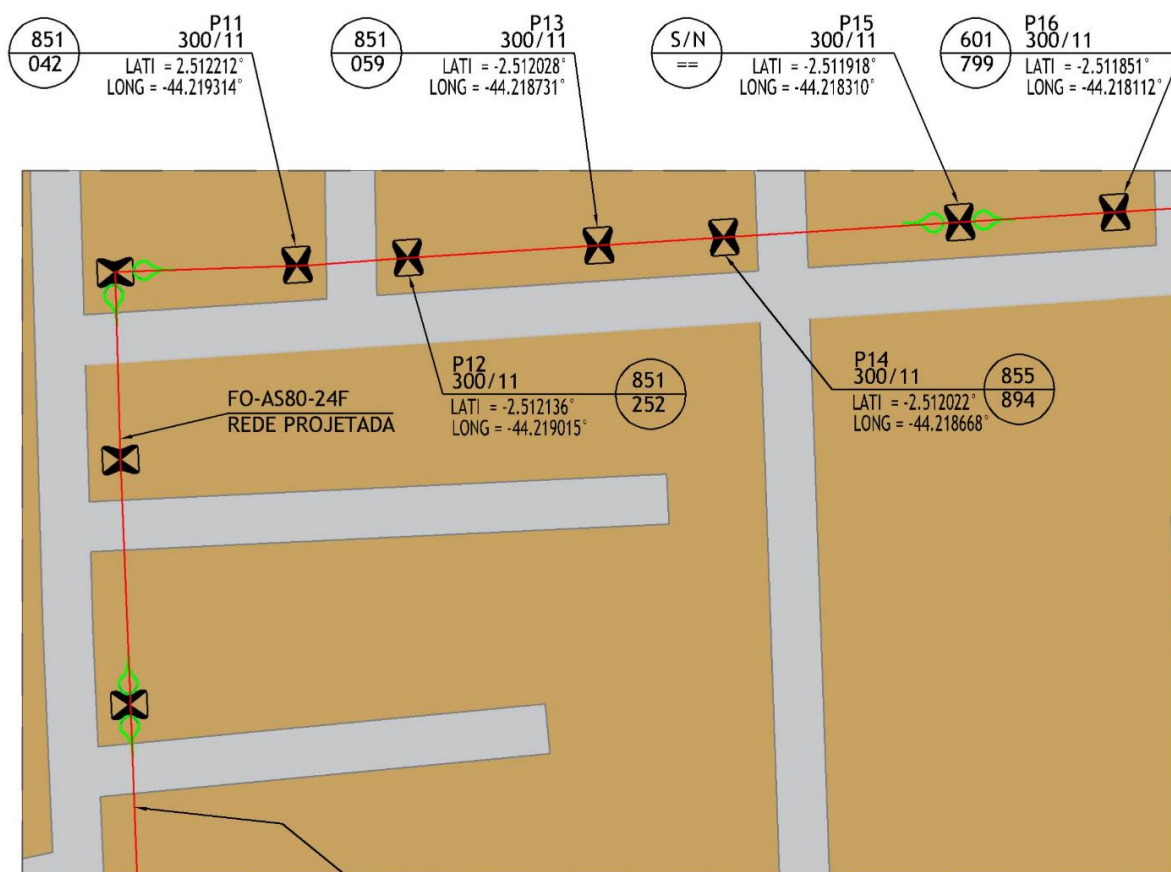 851
042
P11
300/11
LATI = 2.512212°
LONG = -44.219314°
851
059
P13
300/11
LATI = -2.512028°
LONG = -44.218731°
S/N
==
P15
300/11
LATI = -2.511918°
LONG = -44.218310°
601
799
P16
300/11
LATI = -2.511851°
LONG = -44.218112°
P12
300/11
LATI = -2.512136°
LONG = -44.219015°
851
252
P14
300/11
LATI = -2.512022°
LONG = -44.218668°
855
894
FO-AS80-24F
REDE PROJETADA